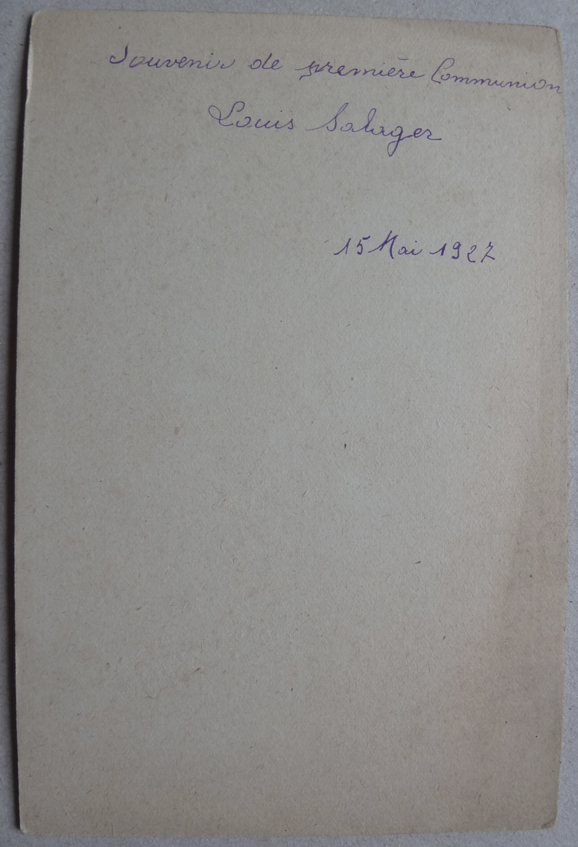 Souvenir de première Communion
Louis Salager
15 Mai 1927